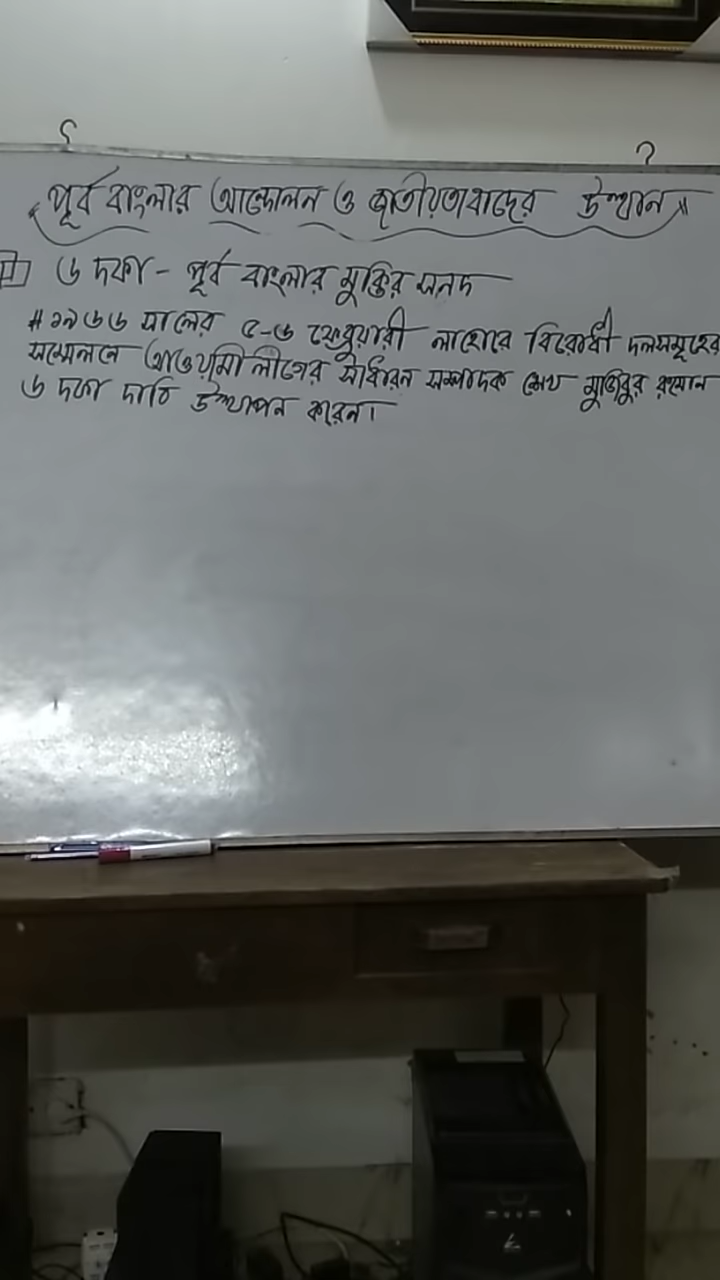 পূর্ব বাংলার আন্দোলন ও জাতীয়তাবাদের উত্থান
৬ দফা - পূর্ব বাংলার মুক্তির সনদ
# ১৯৬৬ সালের ৫-৬ ফেব্রুয়ারী লাহোরে বিরোধী দলসমূহের
সম্মেলনে আওয়ামী লীগের সাধারন সম্পাদক শেখ মুজিবুর রহমান
৬ দফা দাবি উত্থাপন করেন।